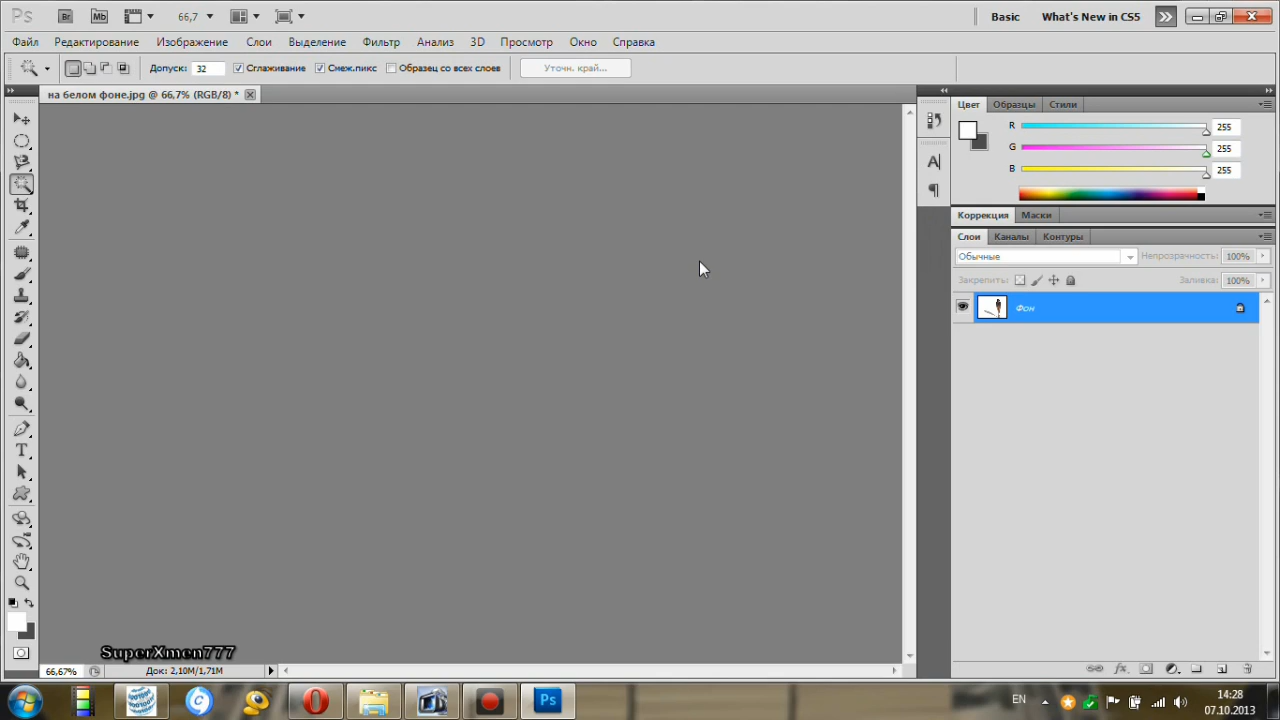 Ps Br Mb 66,7 Basic What's New in CS5
Файл Редактирование Изображение Слои Выделение Фильтр Анализ 3D Просмотр Окно Справка
Допуск: 32 Сглаживание Смеж.пикс Образец со всех слоев Уточн. край...
на белом фоне.jpg @ 66,7% (RGB/8) *
Цвет Образцы Стили
R 255
G 255
B 255
Коррекция Маски
Слои Каналы Контуры
Обычные Непрозрачность: 100%
Закрепить: Заливка: 100%
Фон
SuperXmen777
66,67% Док: 2,10M/1,71M
Ps EN 14:28
07.10.2013